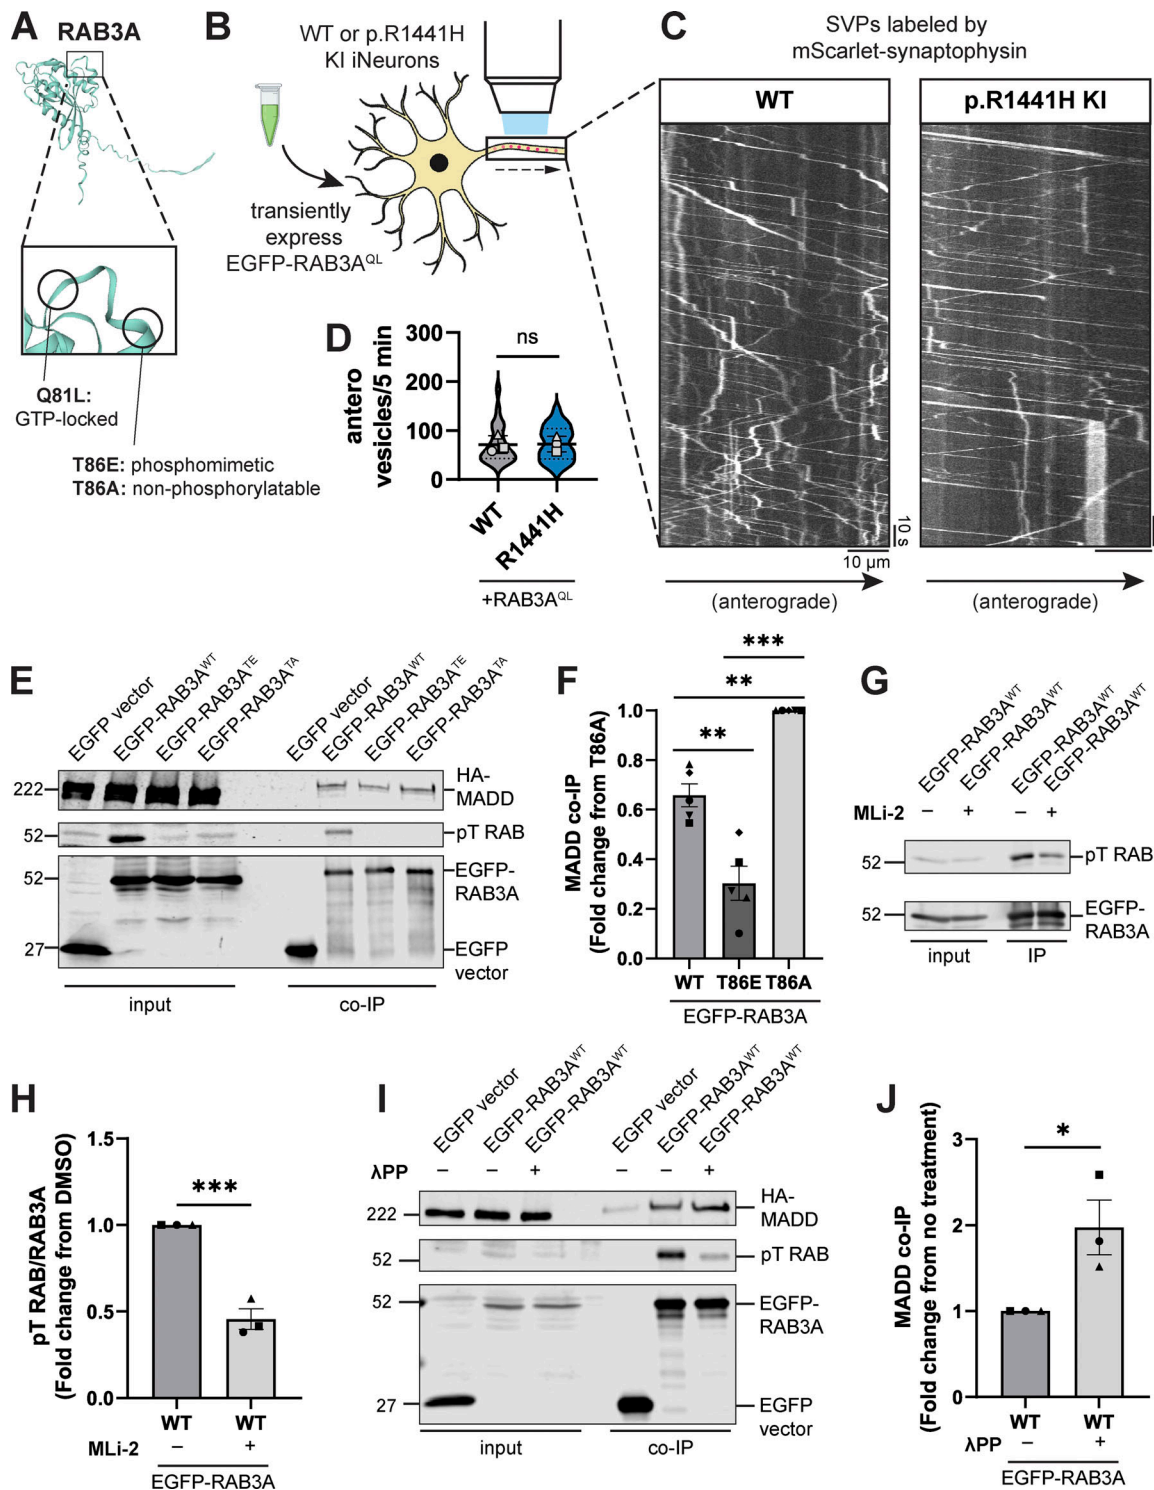 A
RAB3A
Q81L:
GTP-locked
T86E: phosphomimetic
T86A: non-phosphorylatable
B
WT or p.R1441H
KI iNeurons
transiently
express
EGFP-RAB3A^QL
C
SVPs labeled by
mScarlet-synaptophysin
WT
p.R1441H KI
10 s
10 µm
(anterograde)
(anterograde)
D
antero
vesicles/5 min
300
200
100
0
ns
WT
R1441H
+RAB3A^QL
E
EGFP vector
EGFP-RAB3A^WT
EGFP-RAB3A^TE
EGFP-RAB3A^TA
EGFP vector
EGFP-RAB3A^WT
EGFP-RAB3A^TE
EGFP-RAB3A^TA
222
HA-
MADD
52
pT RAB
52
EGFP-
RAB3A
27
EGFP
vector
input
co-IP
F
MADD co-IP
(Fold change from T86A)
1.0
0.8
0.6
0.4
0.2
0.0
***
**
**
WT
T86E
T86A
EGFP-RAB3A
G
EGFP-RAB3A^WT
EGFP-RAB3A^WT
EGFP-RAB3A^WT
EGFP-RAB3A^WT
MLi-2 – + – +
52
pT RAB
52
EGFP-
RAB3A
input
IP
H
pT RAB/RAB3A
(Fold change from DMSO)
1.5
1.0
0.5
0.0
***
WT
WT
MLi-2 – +
EGFP-RAB3A
I
EGFP vector
EGFP-RAB3A^WT
EGFP-RAB3A^WT
EGFP vector
EGFP-RAB3A^WT
EGFP-RAB3A^WT
λPP – – + – – +
222
HA-
MADD
52
pT RAB
52
EGFP-
RAB3A
27
EGFP
vector
input
co-IP
J
MADD co-IP
(Fold change from no treatment)
3
2
1
0
*
WT
WT
λPP – +
EGFP-RAB3A